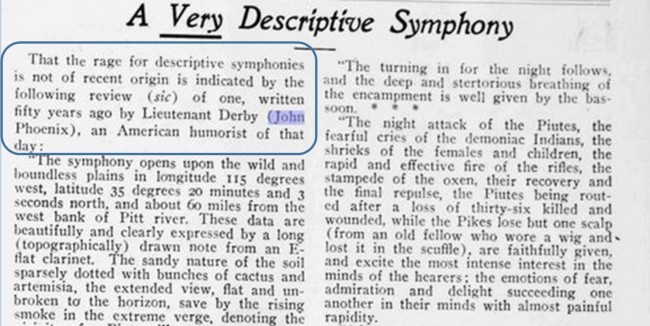 A Very Descriptive Symphony
That the rage for descriptive symphonies
is not of recent origin is indicated by the
following review (sic) of one, written
fifty years ago by Lieutenant Derby (John
Phoenix), an American humorist of that
day:
"The symphony opens upon the wild and
boundless plains in longitude 115 degrees
west, latitude 35 degrees 20 minutes and 3
seconds north, and about 60 miles from the
west bank of Pitt river. These data are
beautifully and clearly expressed by a long
(topographically) drawn note from an E-
flat clarinet. The sandy nature of the soil
sparsely dotted with bunches of cactus and
artemisia, the extended view, flat and un-
broken to the horizon, save by the rising
smoke in the extreme verge, denoting the
"The turning in for the night follows,
and the deep and stertorious breathing of
the encampment is well given by the bas-
soon. * * *
"The night attack of the Piutes, the
fearful cries of the demoniac Indians, the
shrieks of the females and children, the
rapid and effective fire of the rifles, the
stampede of the oxen, their recovery and
the final repulse, the Piutes being rout-
ed after a loss of thirty-six killed and
wounded, while the Pikes lose but one scalp
(from an old fellow who wore a wig and
lost it in the scuffle), are faithfully given,
and excite the most intense interest in the
minds of the hearers; the emotions of fear,
admiration and delight succeeding one
another in their minds with almost painful
rapidity.